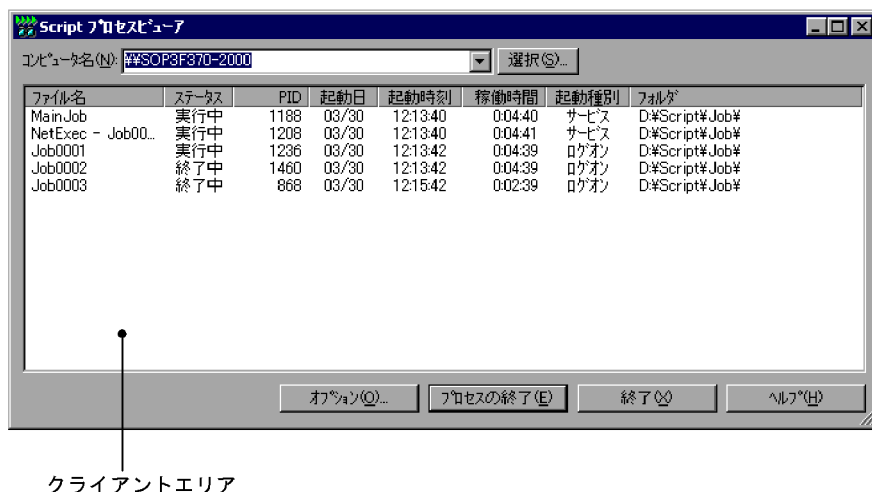 Script ﾌﾟﾛｾｽﾋﾞｭｰｱ
ｺﾝﾋﾟｭｰﾀ名(N): ¥¥SOP3F370-2000 選択(S)...
ﾌｧｲﾙ名 ｽﾃｰﾀｽ PID 起動日 起動時刻 稼働時間 起動種別 ﾌｫﾙﾀﾞ
MainJob 実行中 1188 03/30 12:13:40 0:04:40 ｻｰﾋﾞｽ D:¥Script¥Job¥
NetExec - Job00... 実行中 1208 03/30 12:13:40 0:04:41 ｻｰﾋﾞｽ D:¥Script¥Job¥
Job0001 実行中 1236 03/30 12:13:42 0:04:39 ﾛｸﾞｵﾝ D:¥Script¥Job¥
Job0002 終了中 1460 03/30 12:13:42 0:04:39 ﾛｸﾞｵﾝ D:¥Script¥Job¥
Job0003 終了中 868 03/30 12:15:42 0:02:39 ﾛｸﾞｵﾝ D:¥Script¥Job¥
ｵﾌﾟｼｮﾝ(O)... ﾌﾟﾛｾｽの終了(E) 終了(X) ﾍﾙﾌﾟ(H)
クライアントエリア